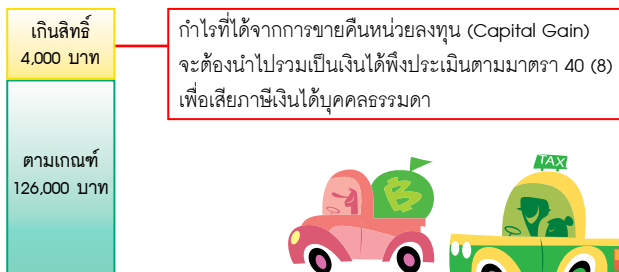 เกินสิทธิ์
4,000 บาท
กำไรที่ได้จากการขายคืนหน่วยลงทุน (Capital Gain)
จะต้องนำไปรวมเป็นเงินได้พึงประเมินตามมาตรา 40 (8)
เพื่อเสียภาษีเงินได้บุคคลธรรมดา
ตามเกณฑ์
126,000 บาท
B
TAX